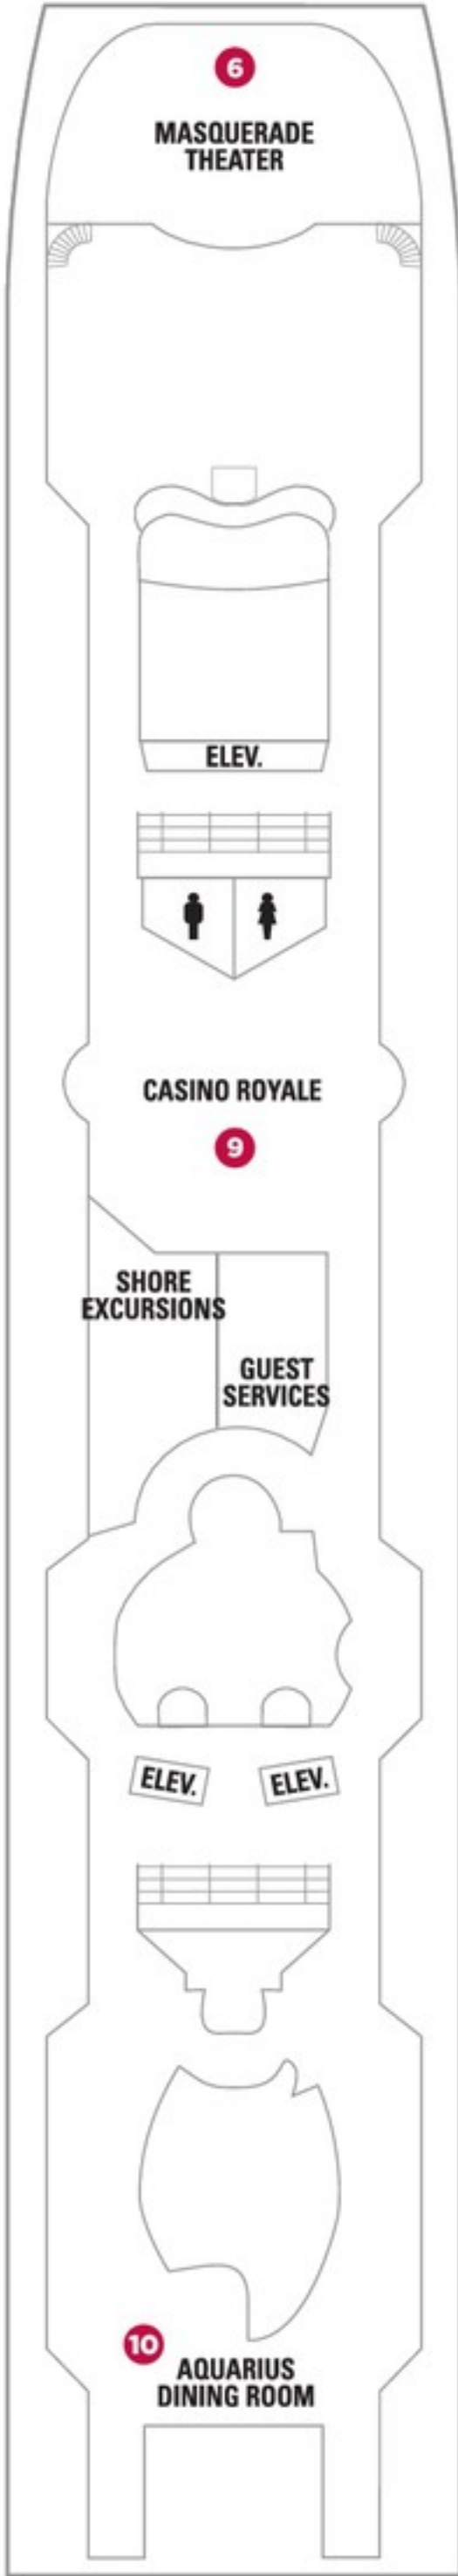 6
MASQUERADE
THEATER
ELEV.
CASINO ROYALE
9
SHORE
EXCURSIONS
GUEST
SERVICES
ELEV.
ELEV.
10
AQUARIUS
DINING ROOM